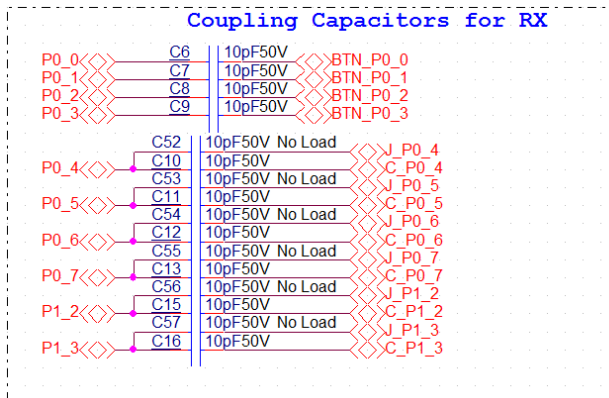 Coupling Capacitors for RX
P0_0 C6 10pF50V BTN_P0_0
P0_1 C7 10pF50V BTN_P0_1
P0_2 C8 10pF50V BTN_P0_2
P0_3 C9 10pF50V BTN_P0_3
C52 10pF50V No Load J_P0_4
P0_4 C10 10pF50V C_P0_4
C53 10pF50V No Load J_P0_5
P0_5 C11 10pF50V C_P0_5
C54 10pF50V No Load J_P0_6
P0_6 C12 10pF50V C_P0_6
C55 10pF50V No Load J_P0_7
P0_7 C13 10pF50V C_P0_7
C56 10pF50V No Load J_P1_2
P1_2 C15 10pF50V C_P1_2
C57 10pF50V No Load J_P1_3
P1_3 C16 10pF50V C_P1_3